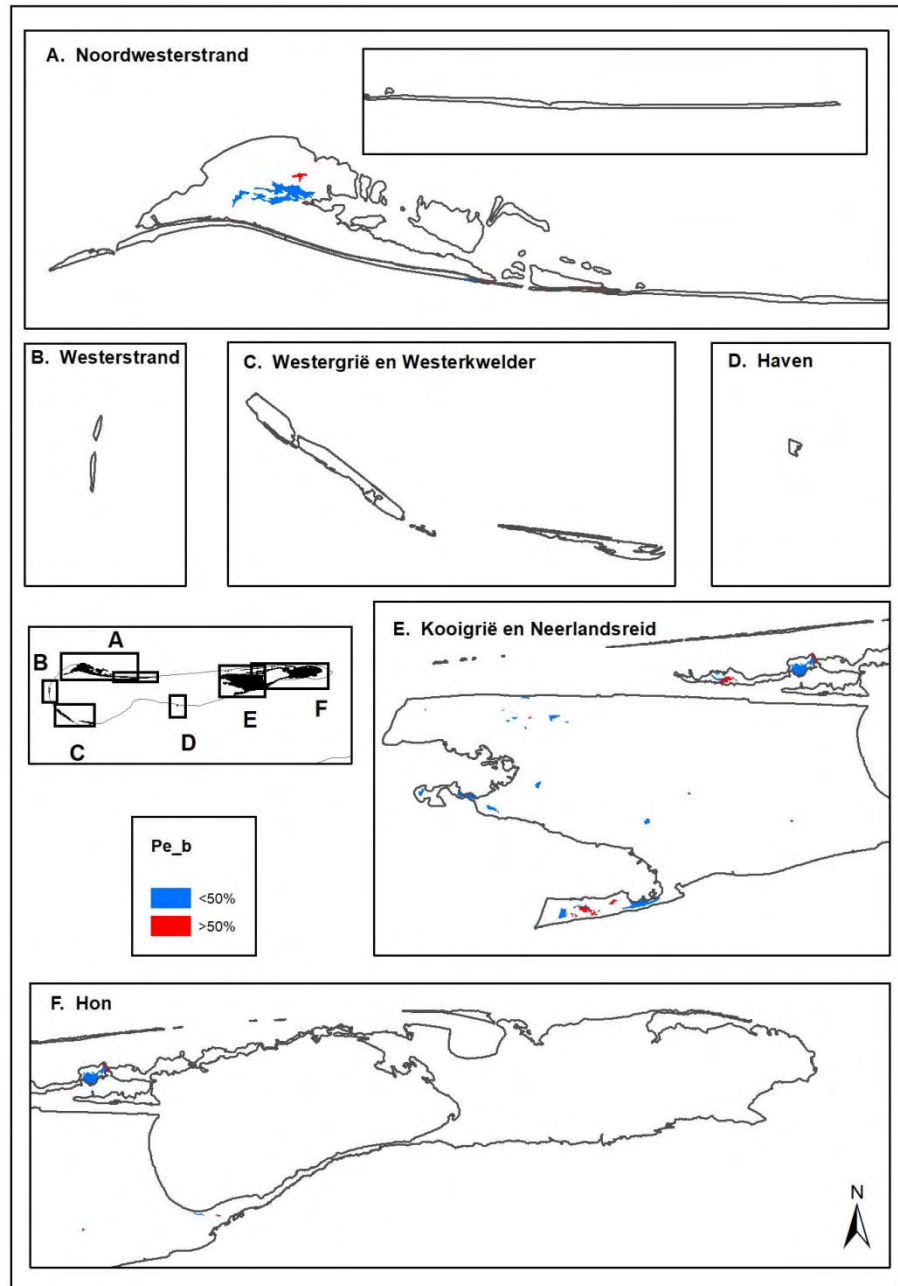 A. Noordwesterstrand
B. Westerstrand
C. Westergrië en Westerkwelder
D. Haven
A
B
C
D
E
F
E. Kooigrië en Neerlandsreid
Pe_b
<50%
>50%
F. Hon
N